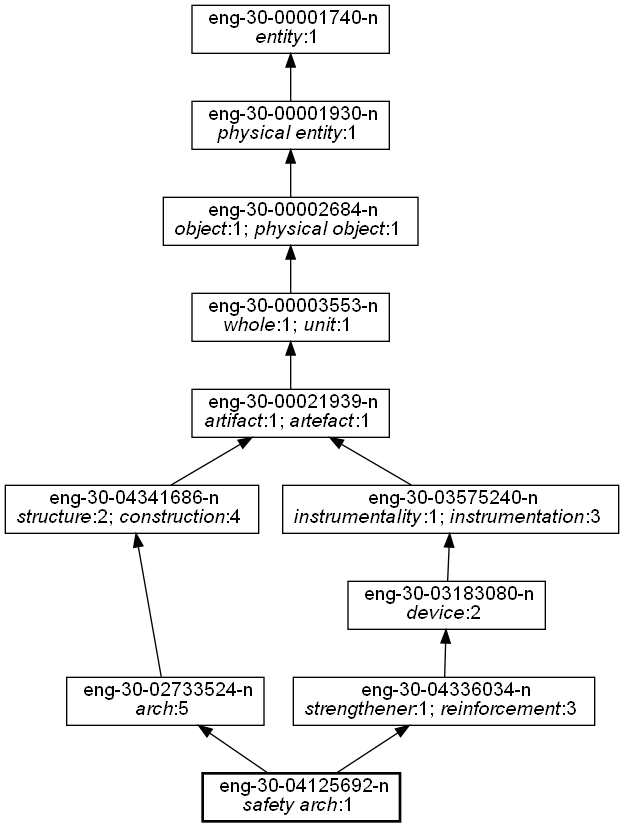 eng-30-00001740-n
entity:1
eng-30-00001930-n
physical entity:1
eng-30-00002684-n
object:1; physical object:1
eng-30-00003553-n
whole:1; unit:1
eng-30-00021939-n
artifact:1; artefact:1
eng-30-04341686-n
structure:2; construction:4
eng-30-03575240-n
instrumentality:1; instrumentation:3
eng-30-03183080-n
device:2
eng-30-02733524-n
arch:5
eng-30-04336034-n
strengthener:1; reinforcement:3
eng-30-04125692-n
safety arch:1